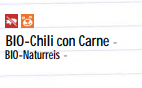 BIO-Chili con Carne -
BIO-Naturreis -